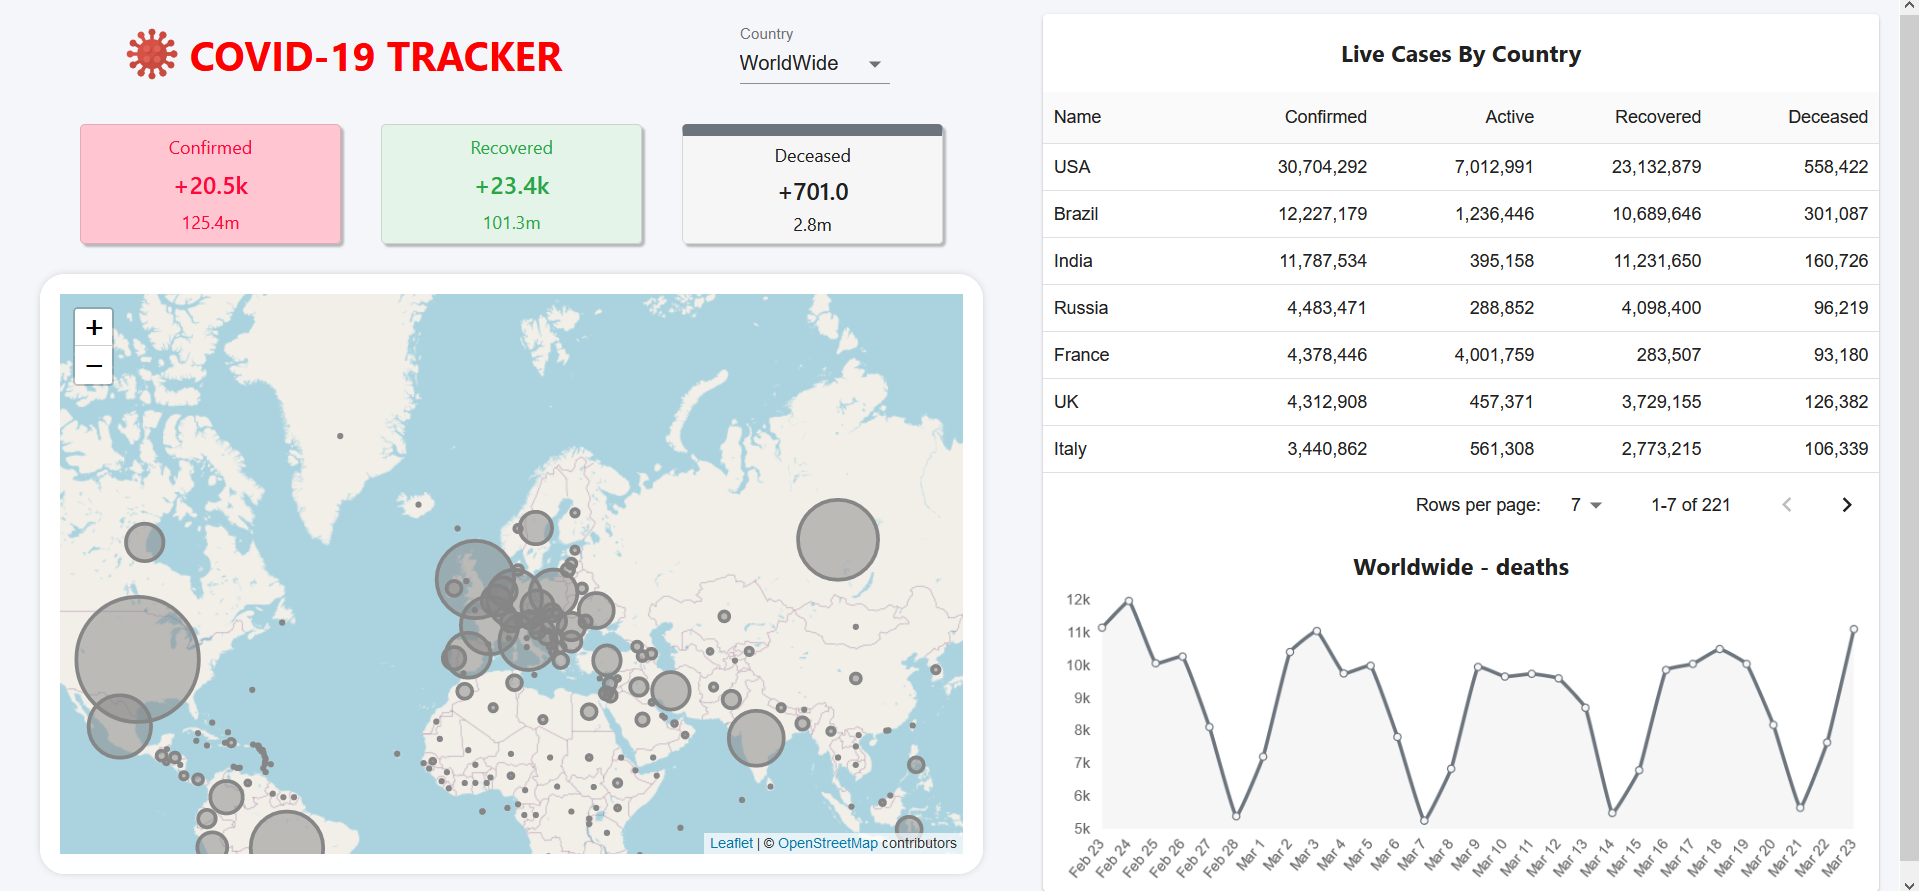 COVID-19 TRACKER
Country
WorldWide
Confirmed
+20.5k
125.4m
Recovered
+23.4k
101.3m
Deceased
+701.0
2.8m
+
−
Leaflet | © OpenStreetMap contributors
Live Cases By Country
Name Confirmed Active Recovered Deceased
USA 30,704,292 7,012,991 23,132,879 558,422
Brazil 12,227,179 1,236,446 10,689,646 301,087
India 11,787,534 395,158 11,231,650 160,726
Russia 4,483,471 288,852 4,098,400 96,219
France 4,378,446 4,001,759 283,507 93,180
UK 4,312,908 457,371 3,729,155 126,382
Italy 3,440,862 561,308 2,773,215 106,339
Rows per page: 7 1-7 of 221
Worldwide - deaths
12k
11k
10k
9k
8k
7k
6k
5k
Feb 23 Feb 24 Feb 25 Feb 26 Feb 27 Feb 28 Mar 1 Mar 2 Mar 3 Mar 4 Mar 5 Mar 6 Mar 7 Mar 8 Mar 9 Mar 10 Mar 11 Mar 12 Mar 13 Mar 14 Mar 15 Mar 16 Mar 17 Mar 18 Mar 19 Mar 20 Mar 21 Mar 22 Mar 23